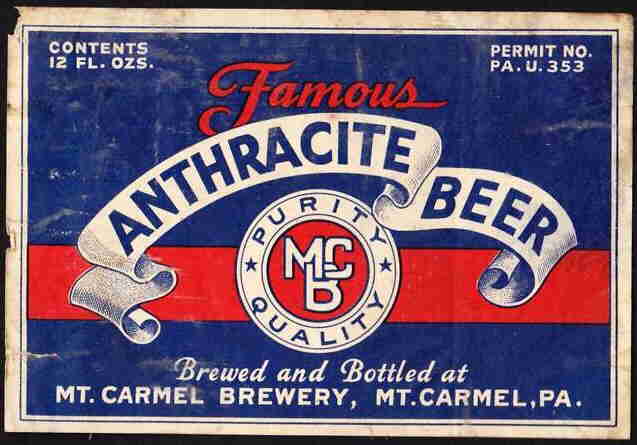 CONTENTS
12 FL. OZS.
PERMIT NO.
PA. U. 353
Famous
ANTHRACITE BEER
PURITY
MCB
QUALITY
Brewed and Bottled at
MT. CARMEL BREWERY, MT. CARMEL, PA.